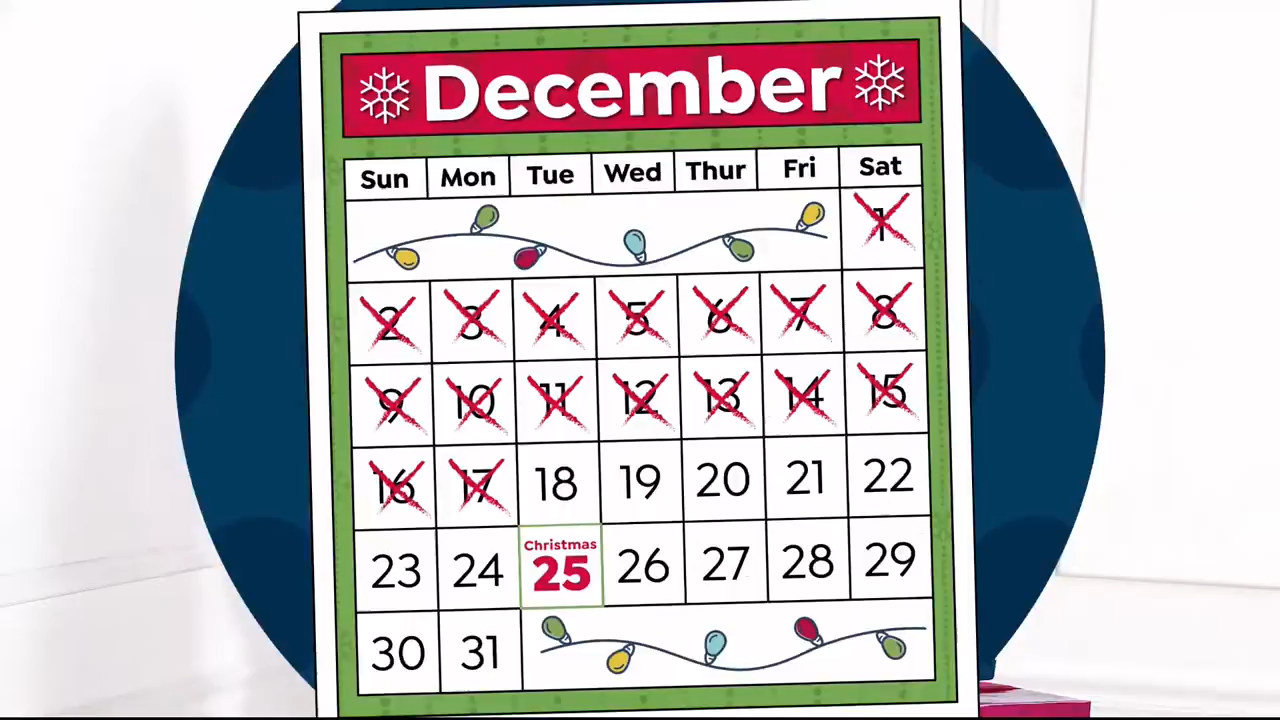 December
Sun Mon Tue Wed Thur Fri Sat
1
2 3 4 5 6 7 8
9 10 11 12 13 14 15
16 17 18 19 20 21 22
Christmas
23 24 25 26 27 28 29
30 31